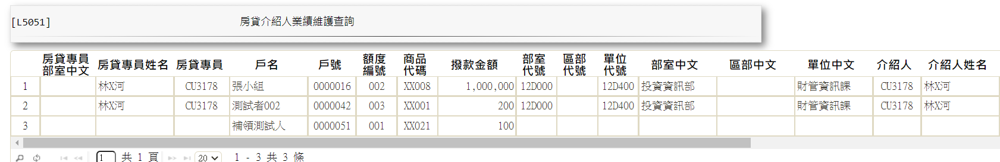 [L5051] 房貸介紹人業績維護查詢
房貸專員部室中文 房貸專員姓名 房貸專員 戶名 戶號 額度編號 商品代碼 撥款金額 部室代號 區部代號 單位代號 部室中文 區部中文 單位中文 介紹人 介紹人姓名
1 林X河 CU3178 張小組 0000016 002 XX008 1,000,000 12D000 12D400 投資資訊部 財管資訊課 CU3178 林X河
2 林X河 CU3178 測試者002 0000042 003 XX001 200 12D000 12D400 投資資訊部 財管資訊課 CU3178 林X河
3 補領測試人 0000051 001 XX021 100
1 共 1 頁 20 1 - 3 共 3 條